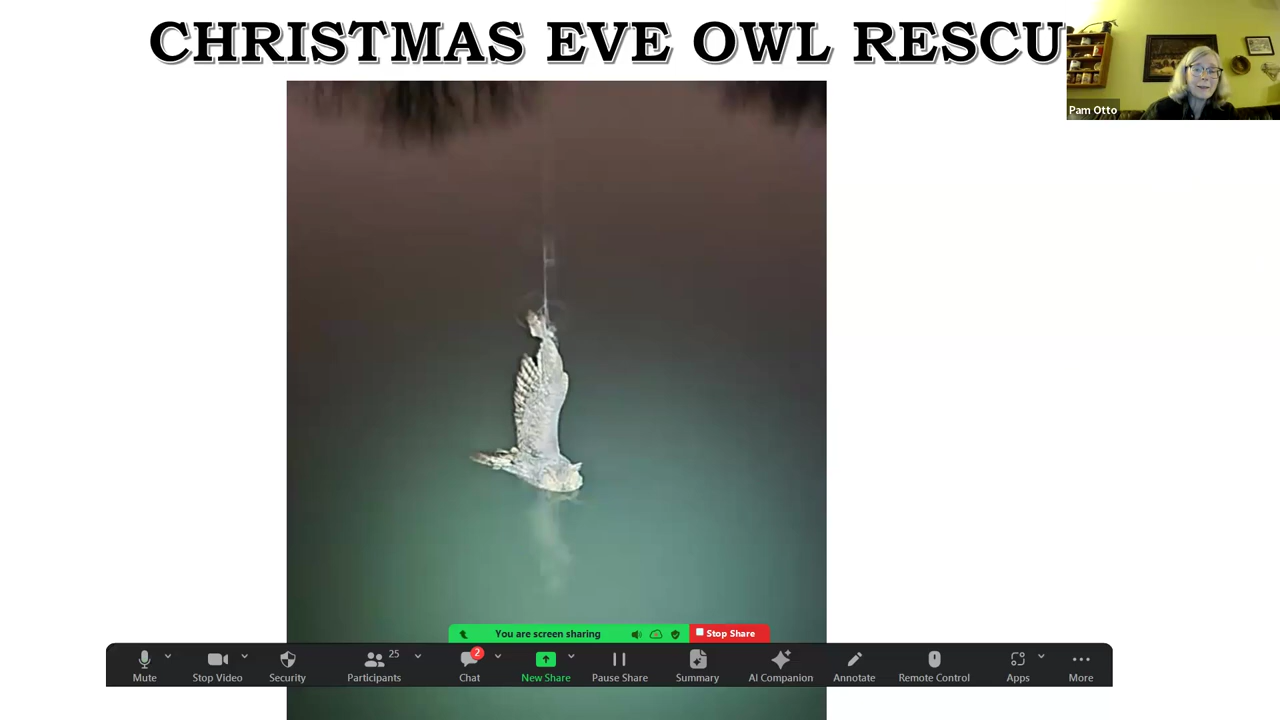 CHRISTMAS EVE OWL RESCU
Pam Otto
You are screen sharing
Stop Share
25
2
Mute
Stop Video
Security
Participants
Chat
New Share
Pause Share
Summary
AI Companion
Annotate
Remote Control
Apps
More